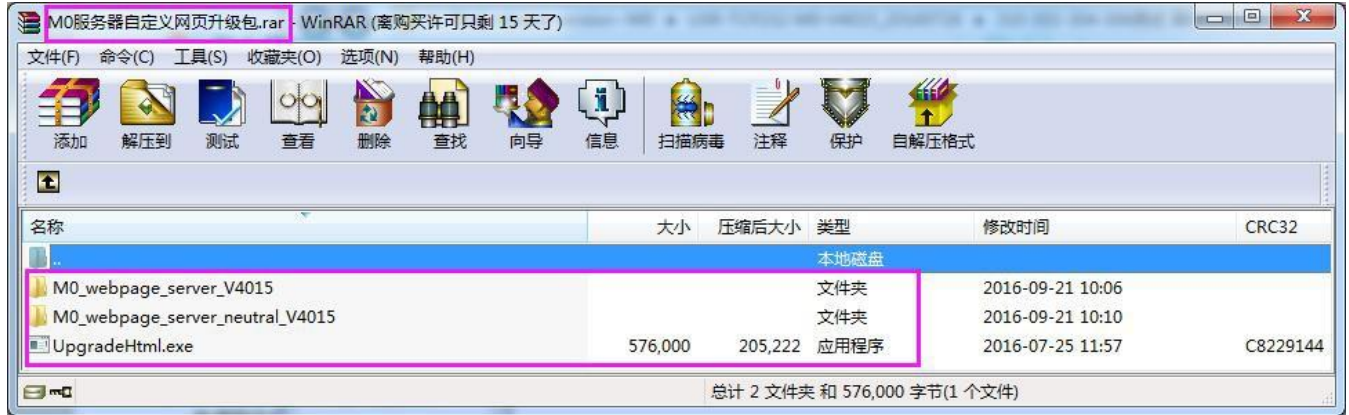 M0服务器自定义网页升级包.rar - WinRAR (离购买许可只剩 15 天了)
文件(F) 命令(C) 工具(S) 收藏夹(O) 选项(N) 帮助(H)
添加 解压到 测试 查看 删除 查找 向导 信息 扫描病毒 注释 保护 自解压格式
名称 大小 压缩后大小 类型 修改时间 CRC32
.. 本地磁盘
M0_webpage_server_V4015 文件夹 2016-09-21 10:06
M0_webpage_server_neutral_V4015 文件夹 2016-09-21 10:10
UpgradeHtml.exe 576,000 205,222 应用程序 2016-07-25 11:57 C8229144
总计 2 文件夹 和 576,000 字节(1 个文件)